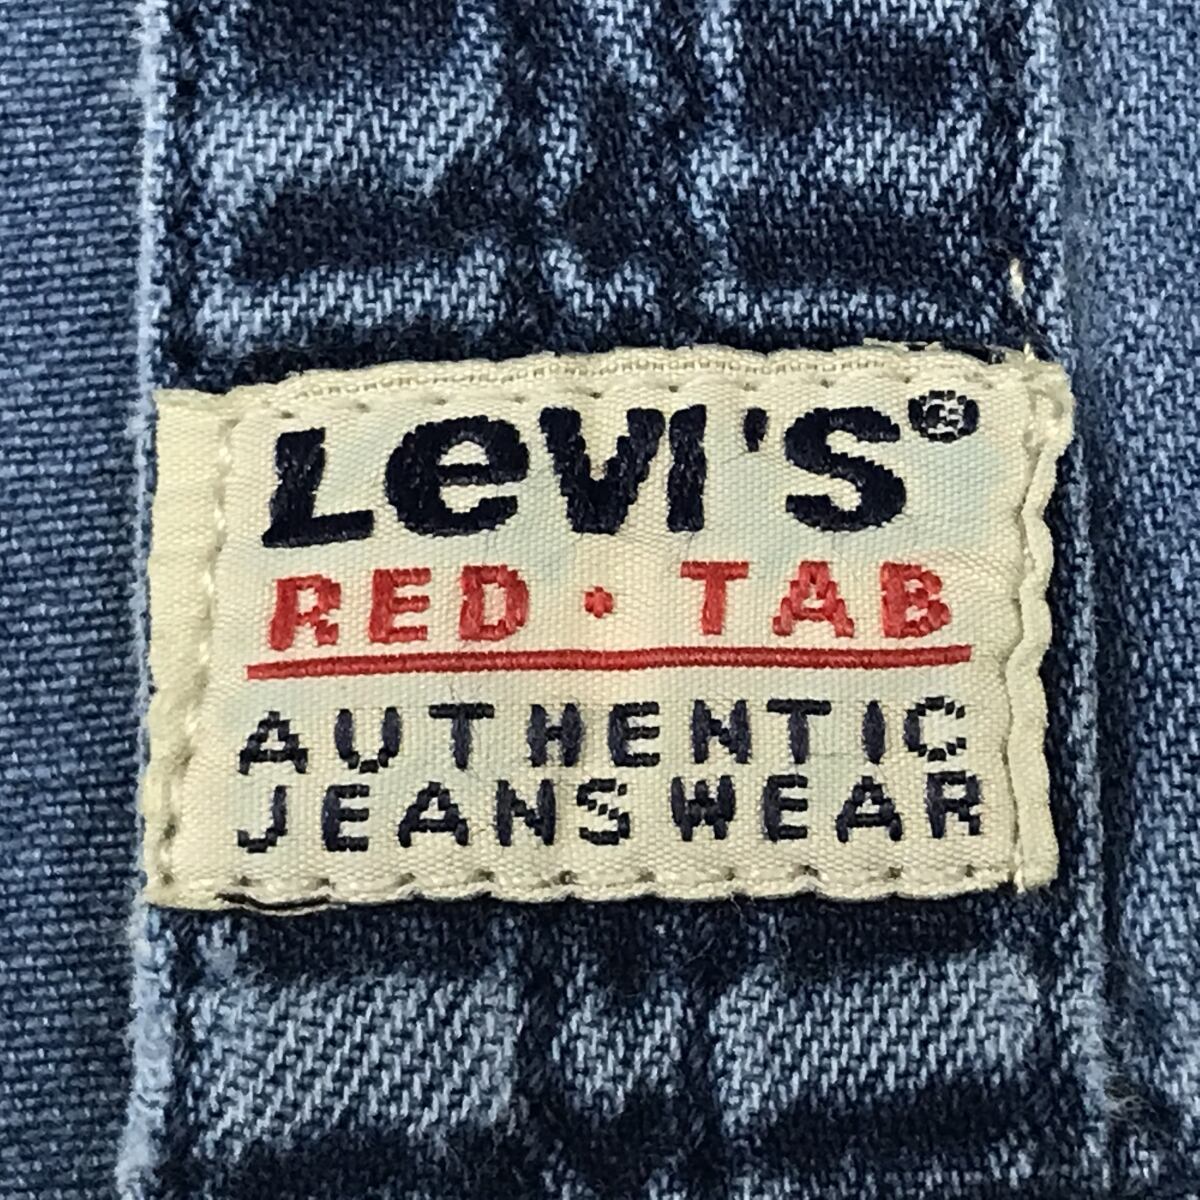 Levi's®
RED · TAB
AUTHENTIC
JEANSWEAR